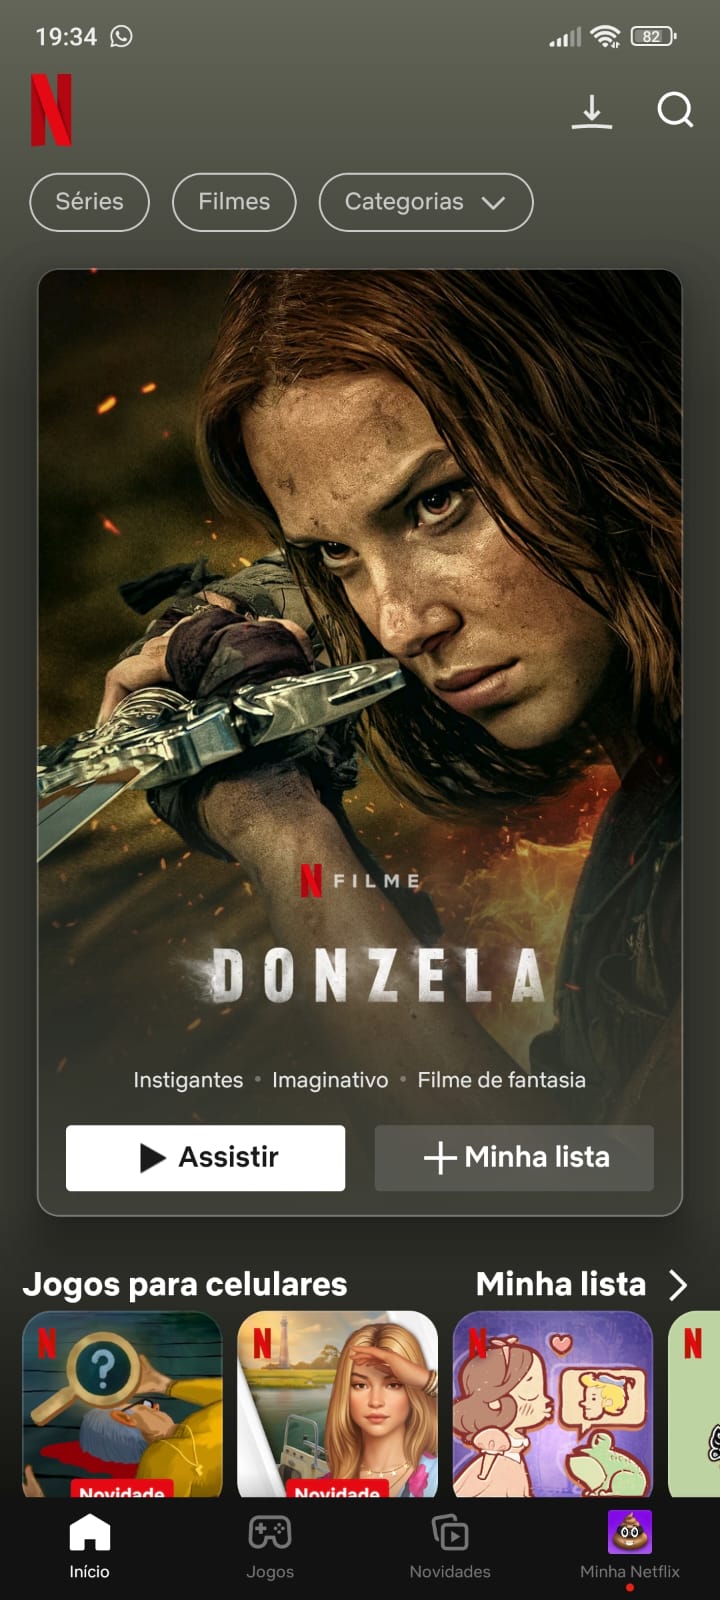 19:34
82
N
Séries
Filmes
Categorias
N FILME
DONZELA
Instigantes • Imaginativo • Filme de fantasia
Assistir
Minha lista
Jogos para celulares
Minha lista
N
?
N
N
N
Novidade
Novidade
Início
Jogos
Novidades
Minha Netflix